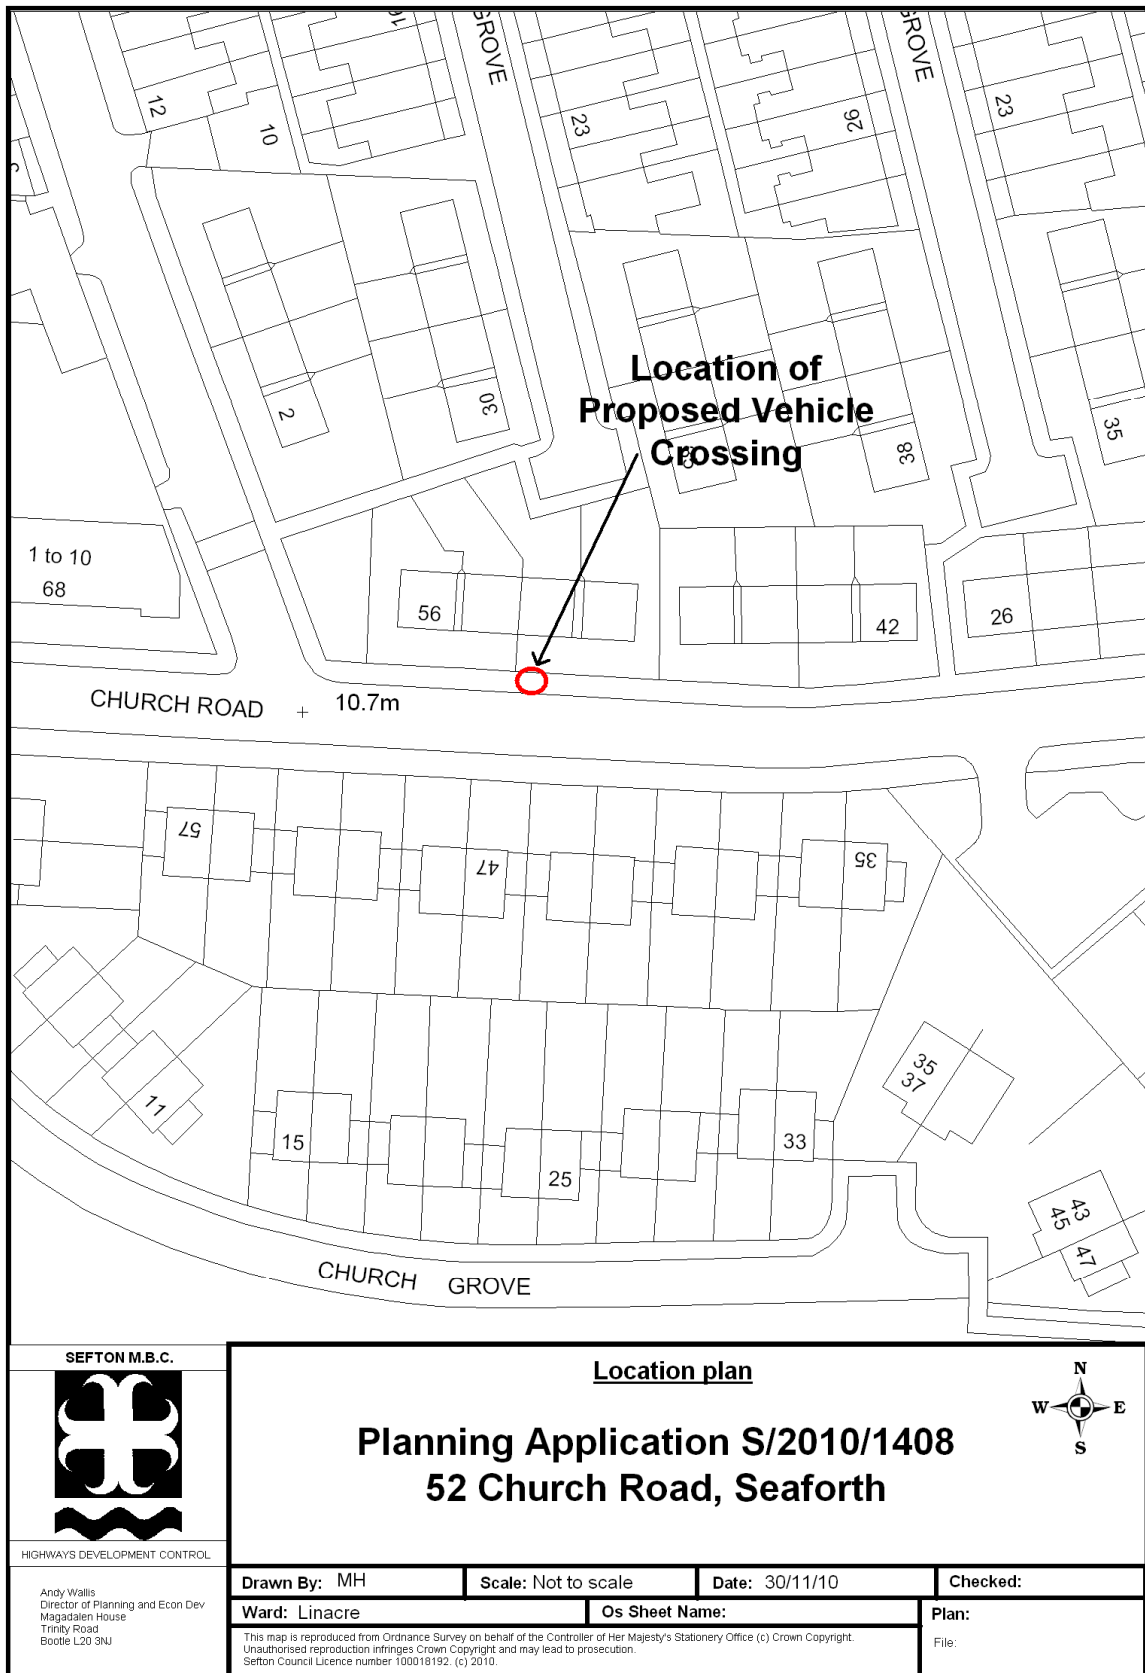 GROVE
GROVE
12
10
23
26
23
Location of
Proposed Vehicle
Crossing
2
30
38
35
1 to 10
68
56
42
26
CHURCH ROAD
10.7m
57
47
35
11
15
25
33
35
37
43
45
47
CHURCH GROVE
SEFTON M.B.C.
HIGHWAYS DEVELOPMENT CONTROL
Andy Wallis
Director of Planning and Econ Dev
Magadalen House
Trinity Road
Bootle L20 3NJ
Location plan
N
W E
S
Planning Application S/2010/1408
52 Church Road, Seaforth
Drawn By: MH Scale: Not to scale Date: 30/11/10 Checked:
Ward: Linacre Os Sheet Name: Plan:
File:
This map is reproduced from Ordnance Survey on behalf of the Controller of Her Majesty's Stationery Office (c) Crown Copyright.
Unauthorised reproduction infringes Crown Copyright and may lead to prosecution.
Sefton Council Licence number 100018192. (c) 2010.